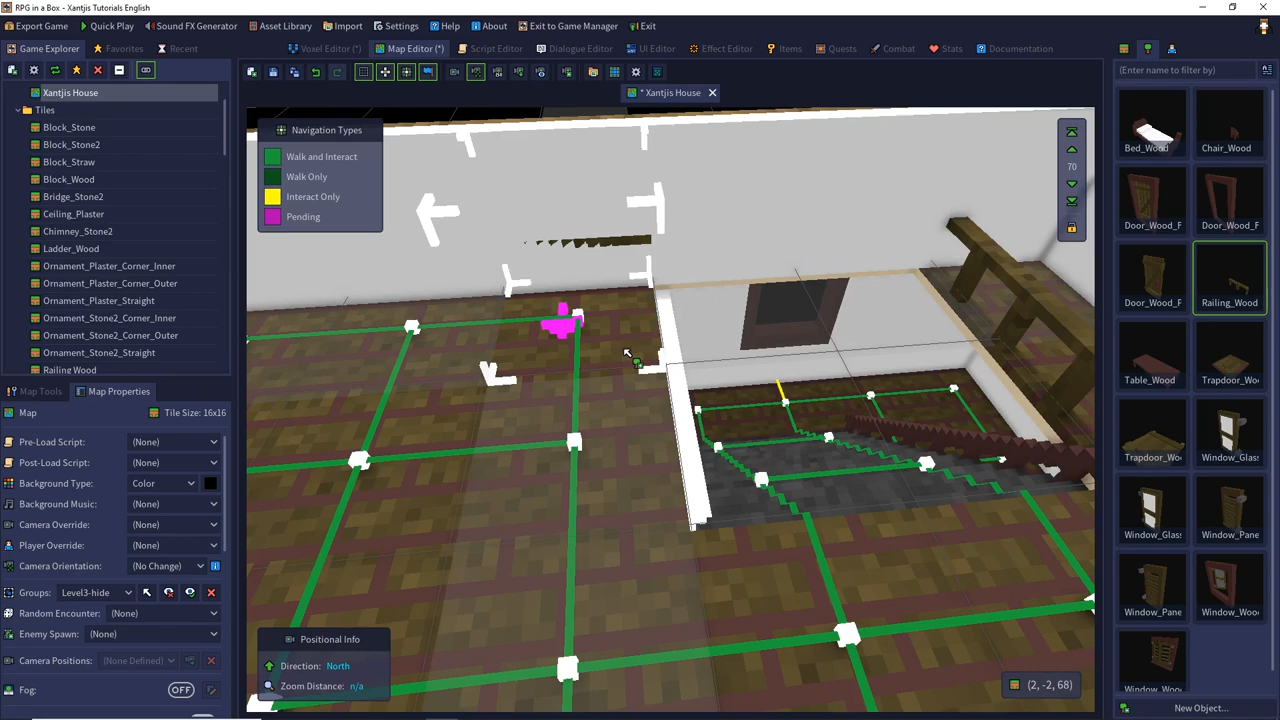 RPG in a Box - Xantjis Tutorials English
Export Game Quick Play Sound FX Generator Asset Library Import Settings Help About Exit to Game Manager Exit
Game Explorer Favorites Recent Voxel Editor (*) Map Editor (*) Script Editor Dialogue Editor (*) UI Editor Effect Editor Items Quests Combat Stats Documentation
(Enter name to filter by)
Xantjis House
* Xantjis House
Tiles
Block_Stone
Block_Stone2
Block_Straw
Block_Wood
Bridge_Stone2
Ceiling_Plaster
Chimney_Stone2
Ladder_Wood
Ornament_Plaster_Corner_Inner
Ornament_Plaster_Corner_Outer
Ornament_Plaster_Straight
Ornament_Stone2_Corner_Inner
Ornament_Stone2_Corner_Outer
Ornament_Stone2_Straight
Railing Wood
Map Tools Map Properties
Map Tile Size: 16x16
Pre-Load Script: (None)
Post-Load Script: (None)
Background Type: Color
Background Music: (None)
Camera Override: (None)
Player Override: (None)
Camera Orientation: (No Change)
Groups: Level3-hide
Random Encounter: (None)
Enemy Spawn: (None)
Camera Positions: (None Defined)
Fog: OFF
Navigation Types
Walk and Interact
Walk Only
Interact Only
Pending
70
Positional Info
Direction: North
Zoom Distance: n/a
(2, -2, 68)
Bed_Wood Chair_Wood
Door_Wood_F Door_Wood_F
Door_Wood_F Railing_Wood
Table_Wood Trapdoor_Wo
Trapdoor_Wo Window_Glas
Window_Glas Window_Pane
Window_Pane Window_Woo
Window_Woo
New Object...